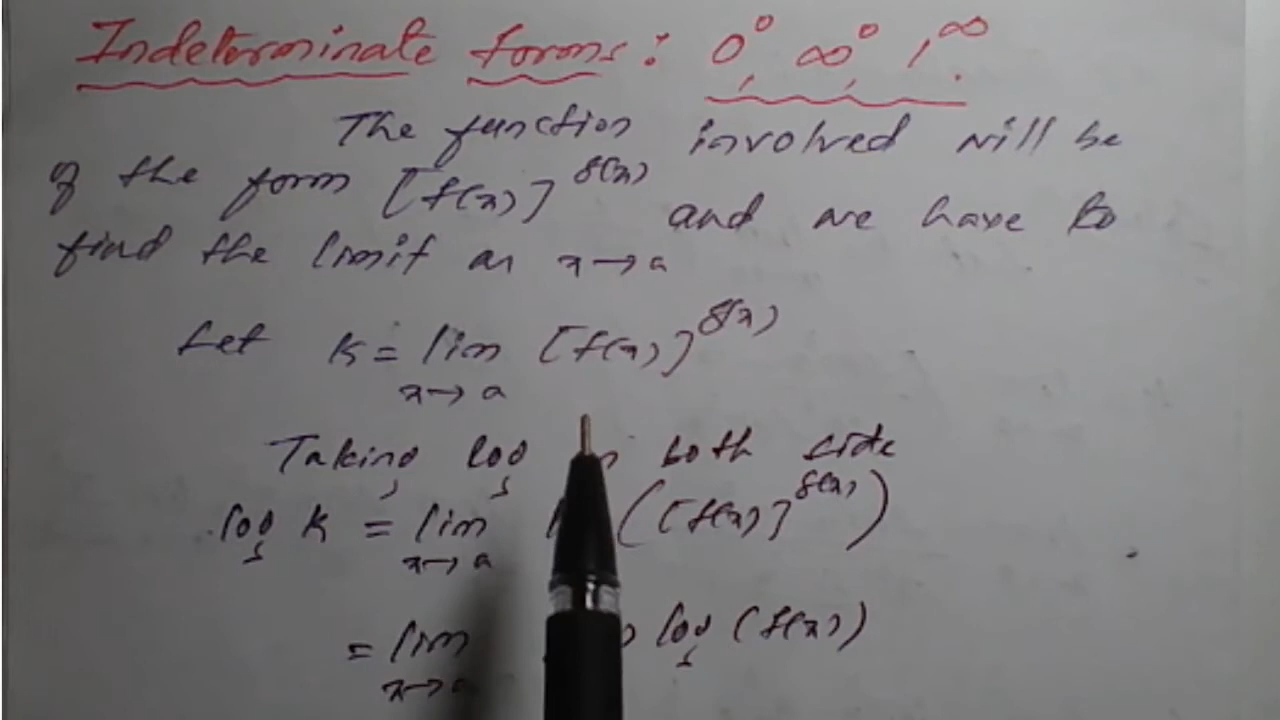 Indeterminate forms: 0⁰, ∞⁰, 1^∞.
The function involved will be
of the form [f(x)]^g(x) and we have to
find the limit as x→a
Let k = lim [f(x)]^g(x)
x→a
Taking log both side
log k = lim ([f(x)]^g(x))
x→a
= lim log (f(x))
x→a